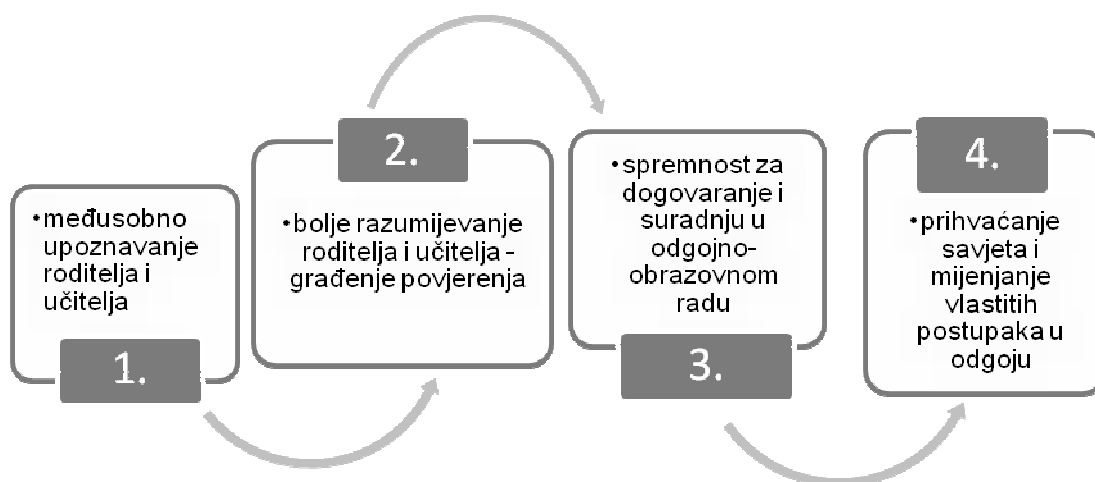 1.
•međusobno
upoznavanje
roditelja i
učitelja
2.
•bolje razumijevanje
roditelja i učitelja -
građenje povjerenja
3.
•spremnost za
dogovaranje i
suradnju u
odgojno-
obrazovnom
radu
4.
•prihvaćanje
savjeta i
mijenjanje
vlastitih
postupaka u
odgoju